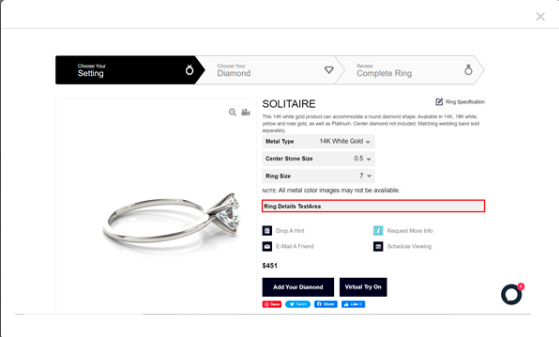 Choose Your
Setting
Choose Your
Diamond
Review
Complete Ring
SOLITAIRE
Ring Specification
This 14K white gold product can accommodate a round diamond shape. Available in 14K, 18K white,
yellow and rose gold, as well as Platinum. Center diamond not included. Matching wedding band sold
separately.
Metal Type 14K White Gold
Center Stone Size 0.5
Ring Size 7
NOTE: All metal color images may not be available.
Ring Details TextArea
Drop A Hint
Request More Info
E-Mail A Friend
Schedule Viewing
$451
Add Your Diamond
Virtual Try On
Save
Tweet
Share
Like 0